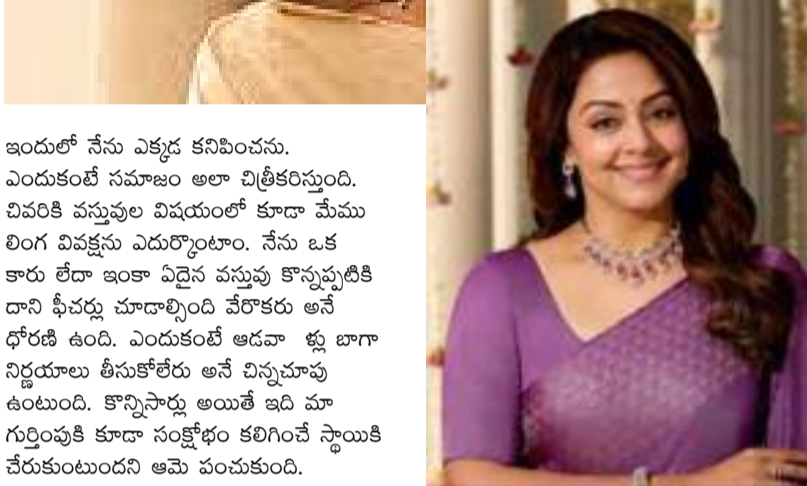 ఇందులో నేను ఎక్కడ కనిపించను.
ఎందుకంటే సమాజం అలా చిత్రీకరిస్తుంది.
చివరికి వస్తువుల విషయంలో కూడా మేము
లింగ వివక్షను ఎదుర్కొంటాం. నేను ఒక
కారు లేదా ఇంకా ఏదైన వస్తువు కొన్నప్పటికి
దాని ఫీచర్లు చూడాల్సింది వేరొకరు అనే
ధోరణి ఉంది. ఎందుకంటే ఆడవా ళ్లు బాగా
నిర్ణయాలు తీసుకోలేరు అనే చిన్నచూపు
ఉంటుంది. కొన్నిసార్లు అయితే ఇది మా
గుర్తింపుకి కూడా సంక్షోభం కలిగించే స్థాయికి
చేరుకుంటుందని ఆమె పంచుకుంది.